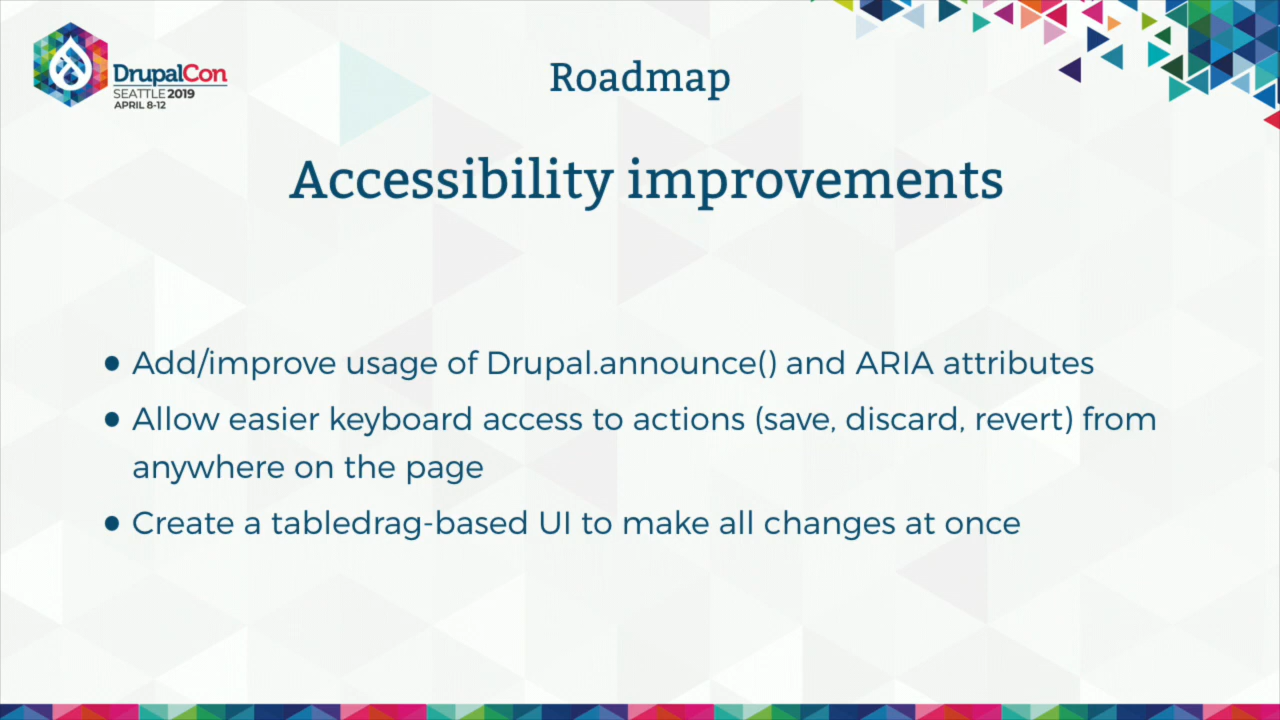 DrupalCon
SEATTLE 2019
APRIL 8-12
Roadmap
Accessibility improvements
• Add/improve usage of Drupal.announce() and ARIA attributes
• Allow easier keyboard access to actions (save, discard, revert) from
anywhere on the page
• Create a tabledrag-based UI to make all changes at once